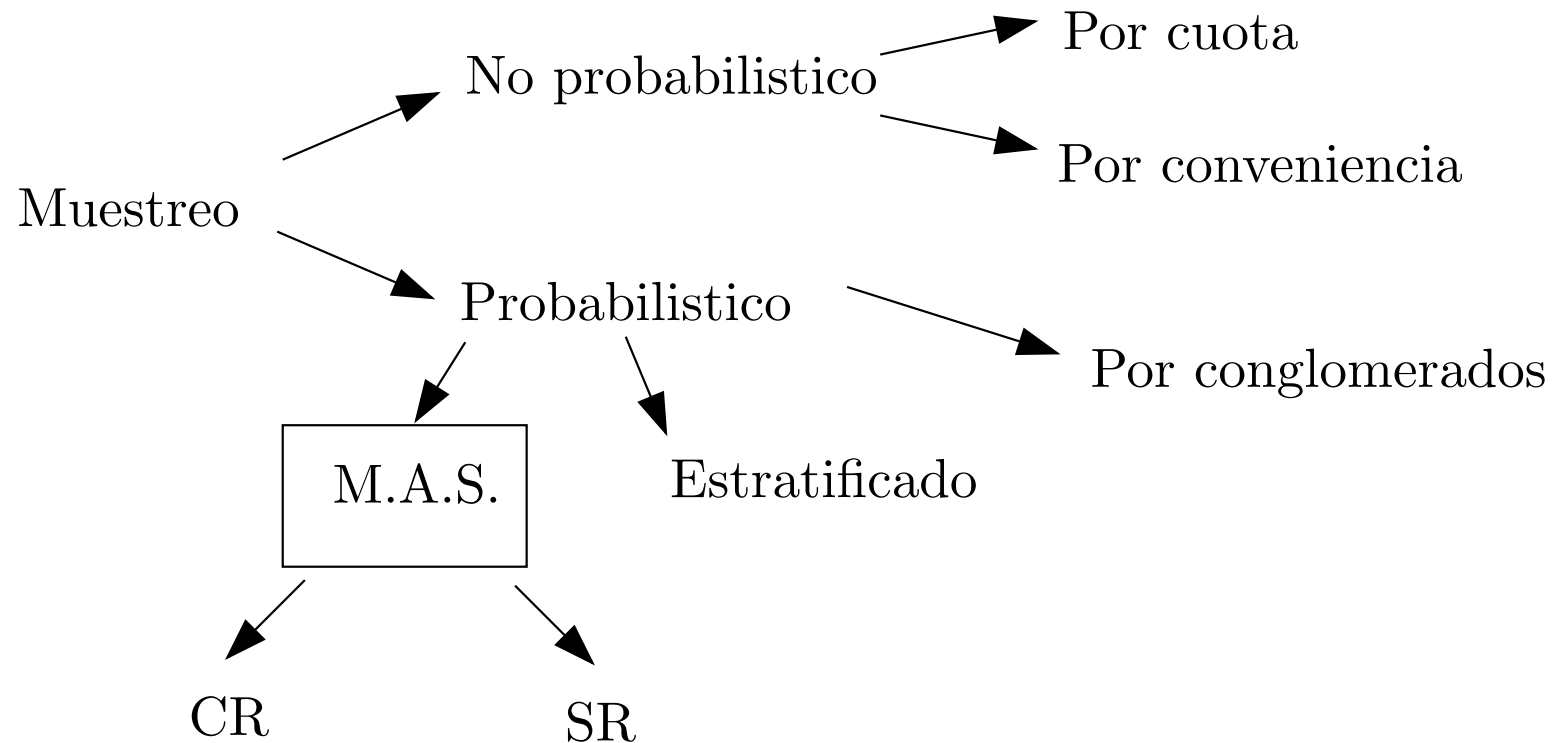 Por cuota
No probabilistico
Por conveniencia
Muestreo
Probabilistico
Por conglomerados
M.A.S.
Estratificado
CR
SR